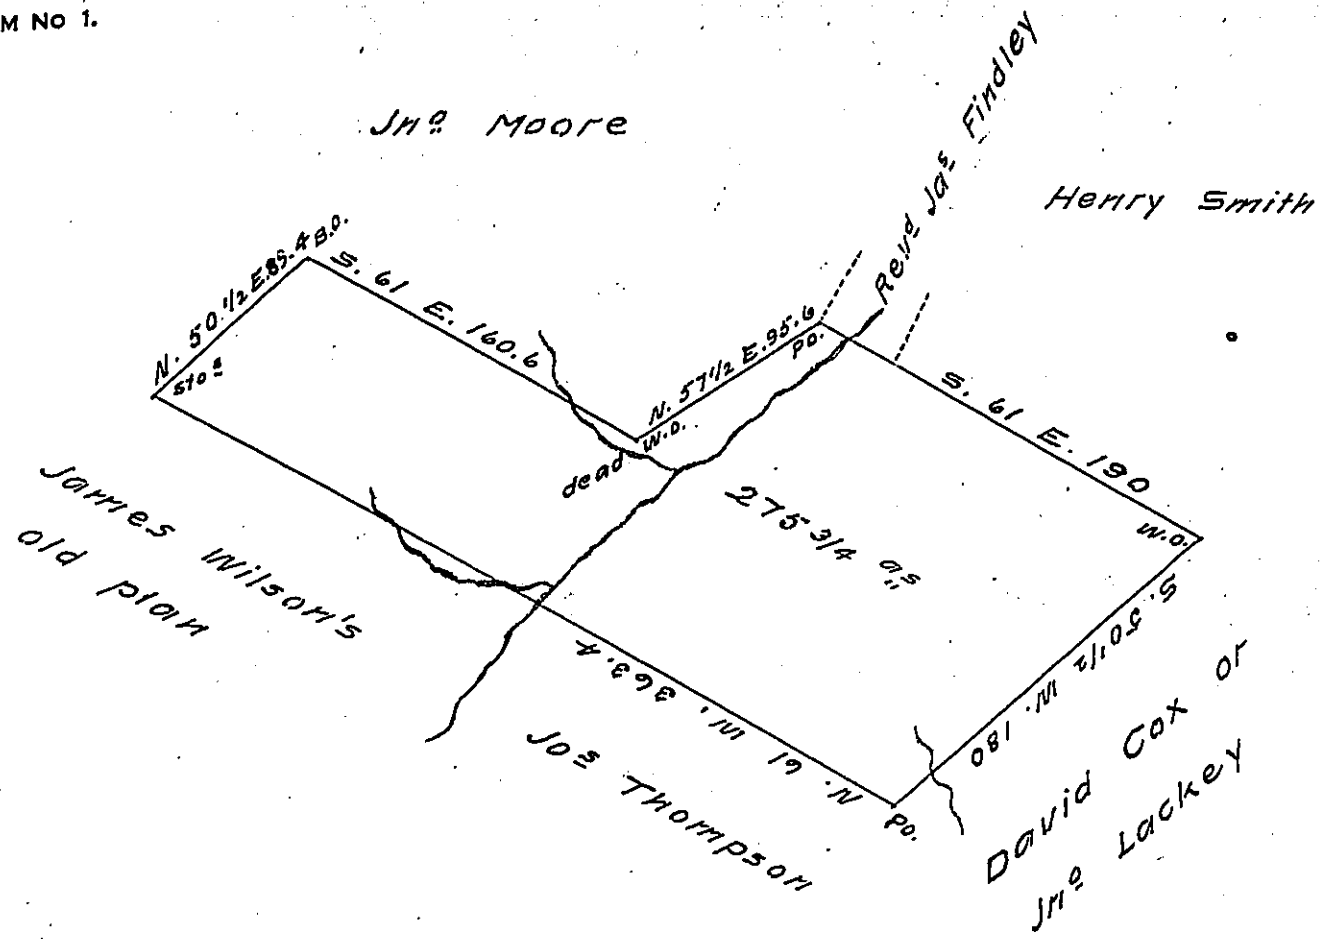 M No 1.
Jnº Moore
Revd Jas Findley
Henry Smith
N. 50 1/2 E. 89.4 B.O.
stos
S. 61 E. 160.6
N. 57 1/2 E. 95.6
PO.
dead W.O.
S. 61 E. 190
W.O.
275 3/4 as
S. 50 1/2 W. 180
James Wilson's
old plan
N. 61 W. 363.4
PO.
Jos Thompson
David Cox or
Jnº Lackey